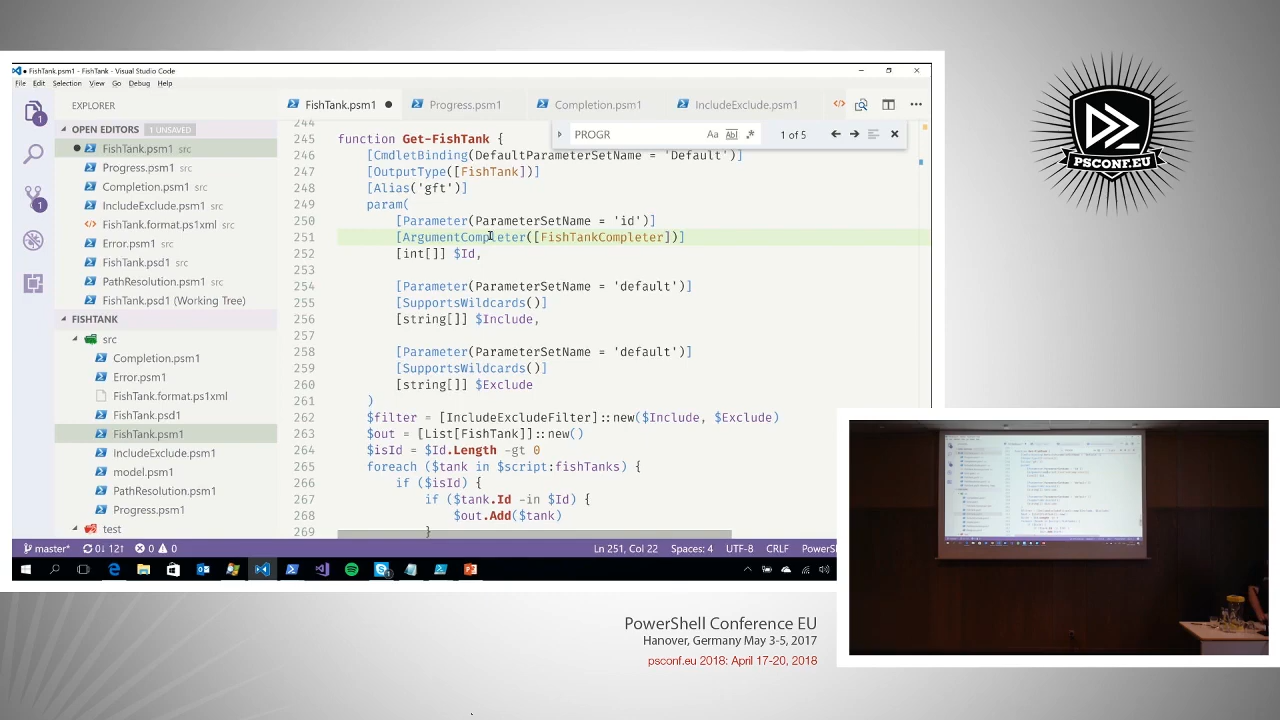 FishTank.psm1 - FishTank - Visual Studio Code
File Edit Selection View Go Debug Help
EXPLORER
OPEN EDITORS 1 UNSAVED
FishTank.psm1 src
Progress.psm1 src
Completion.psm1 src
IncludeExclude.psm1 src
FishTank.format.ps1xml src
Error.psm1 src
FishTank.psd1 src
PathResolution.psm1 src
FishTank.psd1 (Working Tree)
FISHTANK
src
Completion.psm1
Error.psm1
FishTank.format.ps1xml
FishTank.psd1
FishTank.psm1
IncludeExclude.psm1
model.psm1
PathResolution.psm1
Progress.psm1
test
FishTank.psm1 Progress.psm1 Completion.psm1 IncludeExclude.psm1
PROGR Aa Abl .* 1 of 5
244
245 function Get-FishTank {
246 [CmdletBinding(DefaultParameterSetName = 'Default')]
247 [OutputType([FishTank])]
248 [Alias('gft')]
249 param(
250 [Parameter(ParameterSetName = 'id')]
251 [ArgumentCompleter([FishTankCompleter])]
252 [int[]] $Id,
253
254 [Parameter(ParameterSetName = 'default')]
255 [SupportsWildcards()]
256 [string[]] $Include,
257
258 [Parameter(ParameterSetName = 'default')]
259 [SupportsWildcards()]
260 [string[]] $Exclude
261 )
262 $filter = [IncludeExcludeFilter]::new($Include, $Exclude)
263 $out = [List[FishTank]]::new()
264 $isId = $Id.Length -gt 0
265 foreach ($tank in $script:fishTanks) {
266 if ($isId) {
267 if ($tank.Id -in $Id) {
268 $out.Add($tank)
269 }
master* 0↓ 12↑ 0 0 Ln 251, Col 22 Spaces: 4 UTF-8 CRLF PowerS
PSCONF.EU
PowerShell Conference EU
Hanover, Germany May 3-5, 2017
psconf.eu 2018: April 17-20, 2018